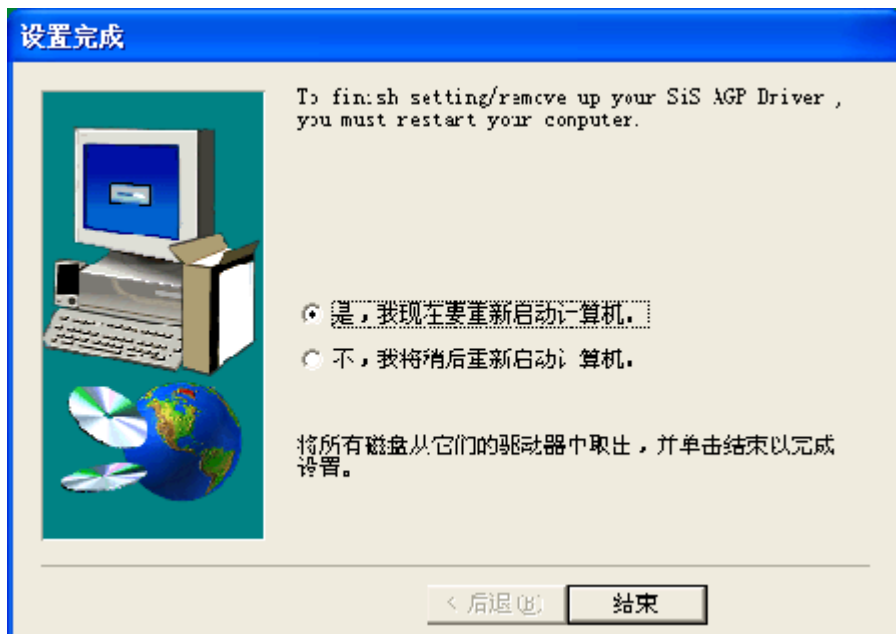 设置完成
To finish setting/remove up your SiS AGP Driver ,
you must restart your computer.
是，我现在要重新启动计算机。
不，我将稍后重新启动计算机。
将所有磁盘从它们的驱动器中取出，并单击结束以完成
设置。
< 后退(B)
结束